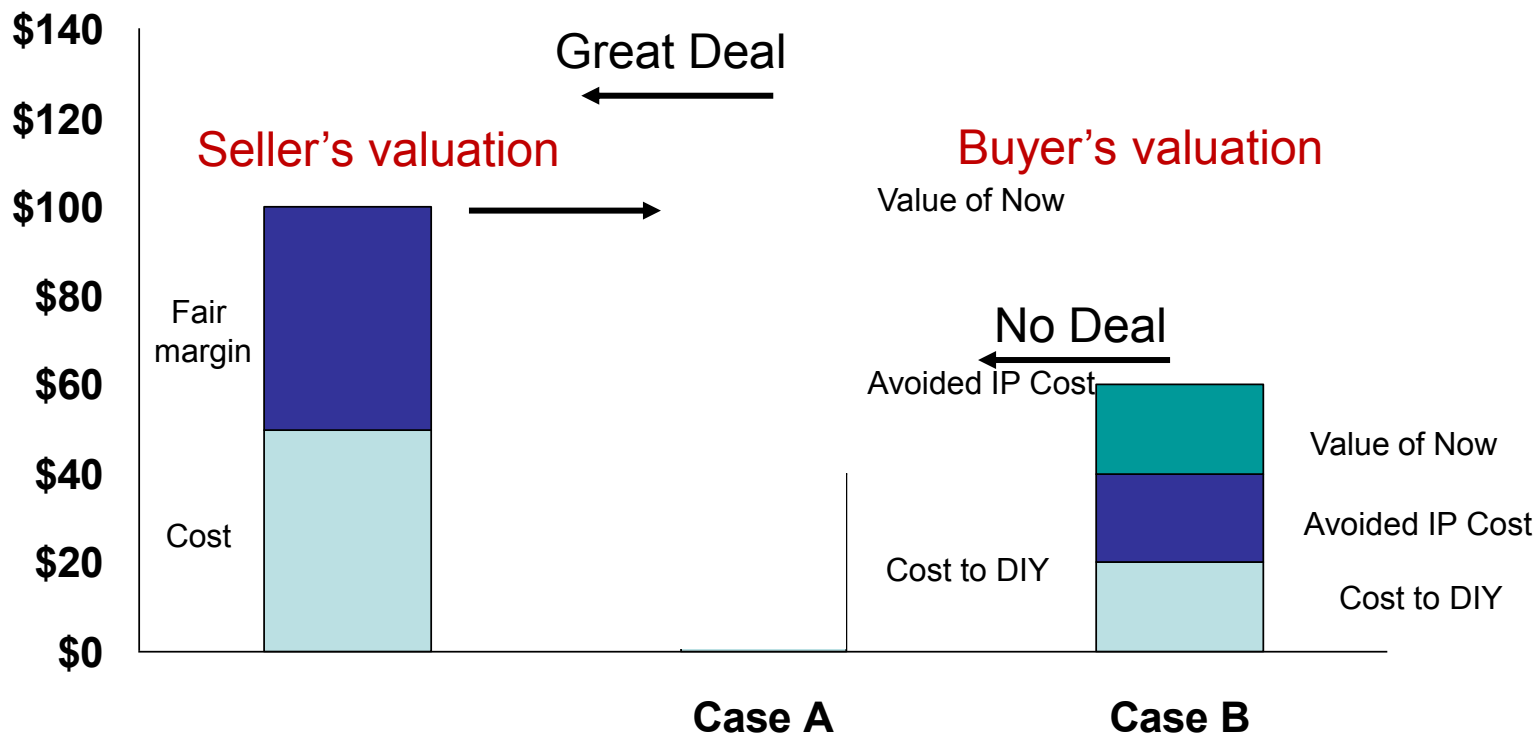 $140
$120
$100
$80
$60
$40
$20
$0
Great Deal
Seller's valuation
Buyer's valuation
Value of Now
Fair
margin
No Deal
Avoided IP Cost
Value of Now
Cost
Avoided IP Cost
Cost to DIY
Cost to DIY
Case A
Case B